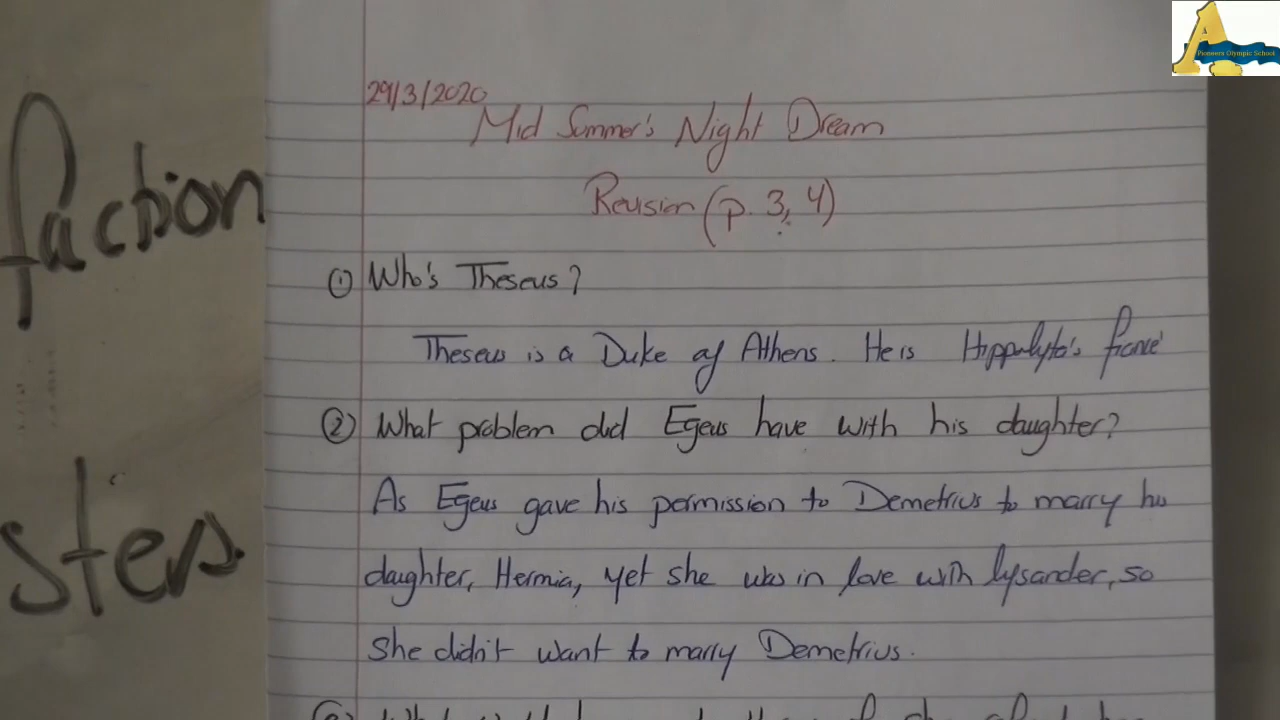 Pioneers Olympic School
faction
sters
29/3/2020
Mid Summer's Night Dream
Revision (p. 3, 4)
① Who's Theseus?
Theseus is a Duke of Athens. He is Hippolyta's fiancé
② What problem did Egeus have with his daughter?
As Egeus gave his permission to Demetrius to marry his
daughter, Hermia, yet she was in love with lysander, so
she didn't want to marry Demetrius.